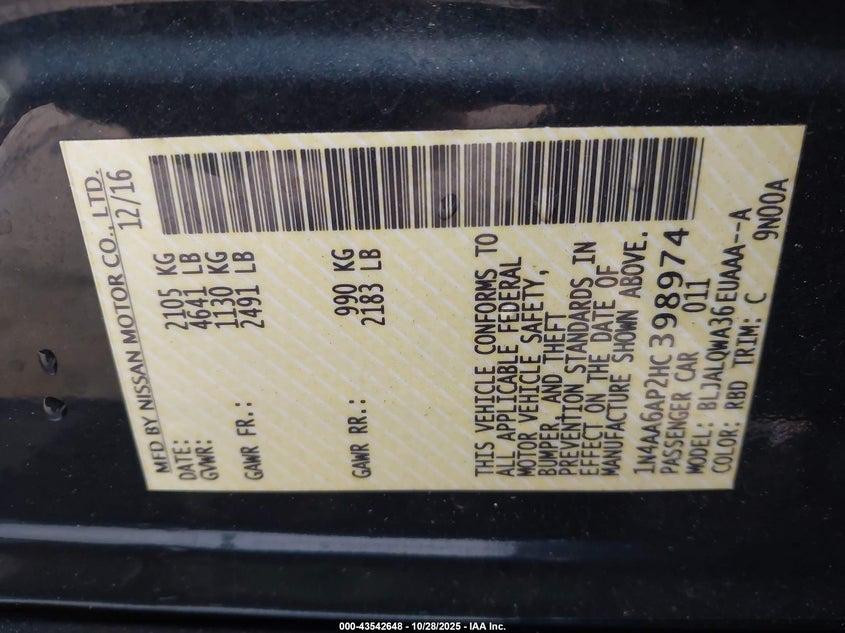 MFD BY NISSAN MOTOR CO., LTD.
DATE: 12/16
GVWR: 2105 KG
4641 LB
GAWR FR.: 1130 KG
2491 LB
GAWR RR.: 990 KG
2183 LB
THIS VEHICLE CONFORMS TO
ALL APPLICABLE FEDERAL
MOTOR VEHICLE SAFETY,
BUMPER, AND THEFT
PREVENTION STANDARDS IN
EFFECT ON THE DATE OF
MANUFACTURE SHOWN ABOVE.
1N4AA6AP2HC398974
PASSENGER CAR 011
MODEL: BLJALQWA36EUAAA--A
COLOR: RBD TRIM: C 9N00A
000-43542648 - 10/28/2025 - IAA Inc.